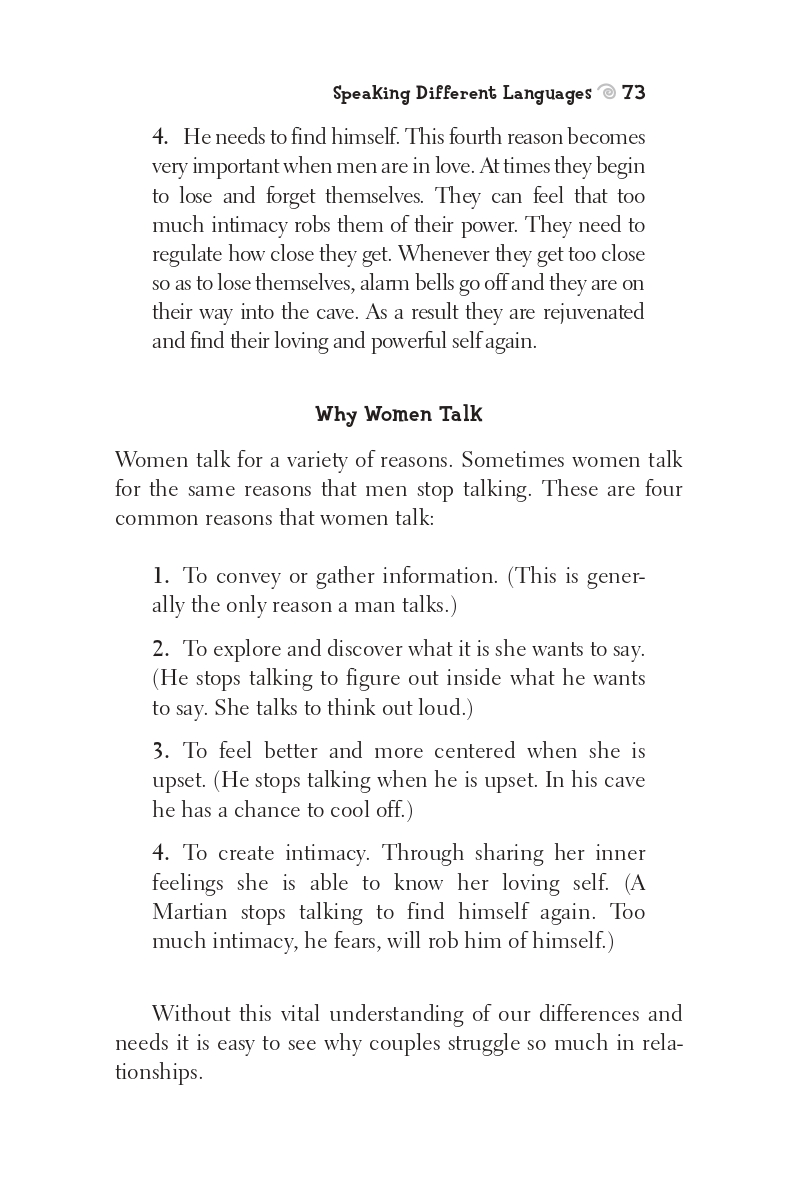 Speaking Different Languages 73
4. He needs to find himself. This fourth reason becomes
very important when men are in love. At times they begin
to lose and forget themselves. They can feel that too
much intimacy robs them of their power. They need to
regulate how close they get. Whenever they get too close
so as to lose themselves, alarm bells go off and they are on
their way into the cave. As a result they are rejuvenated
and find their loving and powerful self again.
Why Women Talk
Women talk for a variety of reasons. Sometimes women talk
for the same reasons that men stop talking. These are four
common reasons that women talk:
1. To convey or gather information. (This is gener-
ally the only reason a man talks.)
2. To explore and discover what it is she wants to say.
(He stops talking to figure out inside what he wants
to say. She talks to think out loud.)
3. To feel better and more centered when she is
upset. (He stops talking when he is upset. In his cave
he has a chance to cool off.)
4. To create intimacy. Through sharing her inner
feelings she is able to know her loving self. (A
Martian stops talking to find himself again. Too
much intimacy, he fears, will rob him of himself.)
Without this vital understanding of our differences and
needs it is easy to see why couples struggle so much in rela-
tionships.